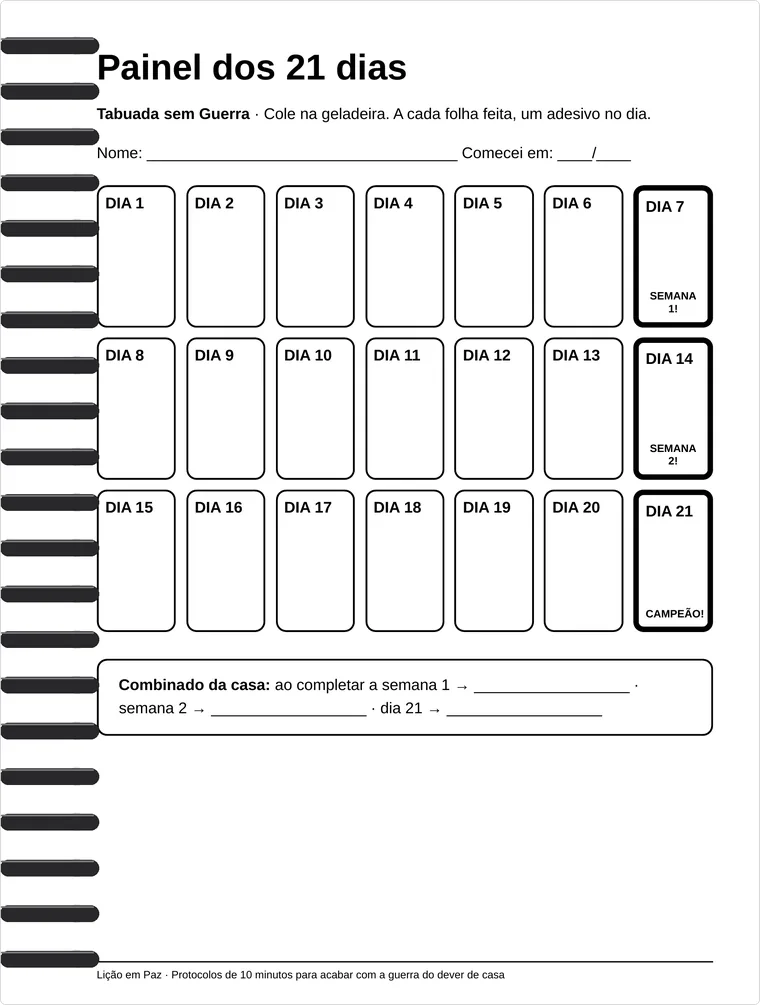 Painel dos 21 dias
Tabuada sem Guerra · Cole na geladeira. A cada folha feita, um adesivo no dia.
Nome: ____________________________________ Comecei em: ____/____
DIA 1
DIA 2
DIA 3
DIA 4
DIA 5
DIA 6
DIA 7
SEMANA
1!
DIA 8
DIA 9
DIA 10
DIA 11
DIA 12
DIA 13
DIA 14
SEMANA
2!
DIA 15
DIA 16
DIA 17
DIA 18
DIA 19
DIA 20
DIA 21
CAMPEÃO!
Combinado da casa: ao completar a semana 1 → __________________ ·
semana 2 → __________________ · dia 21 → __________________
Lição em Paz · Protocolos de 10 minutos para acabar com a guerra do dever de casa